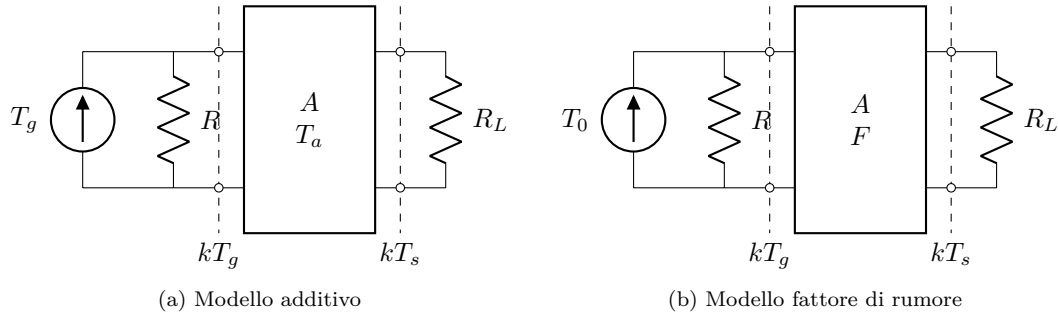 T_g R A T_a R_L
kT_g kT_s
(a) Modello additivo
T_0 R A F R_L
kT_g kT_s
(b) Modello fattore di rumore